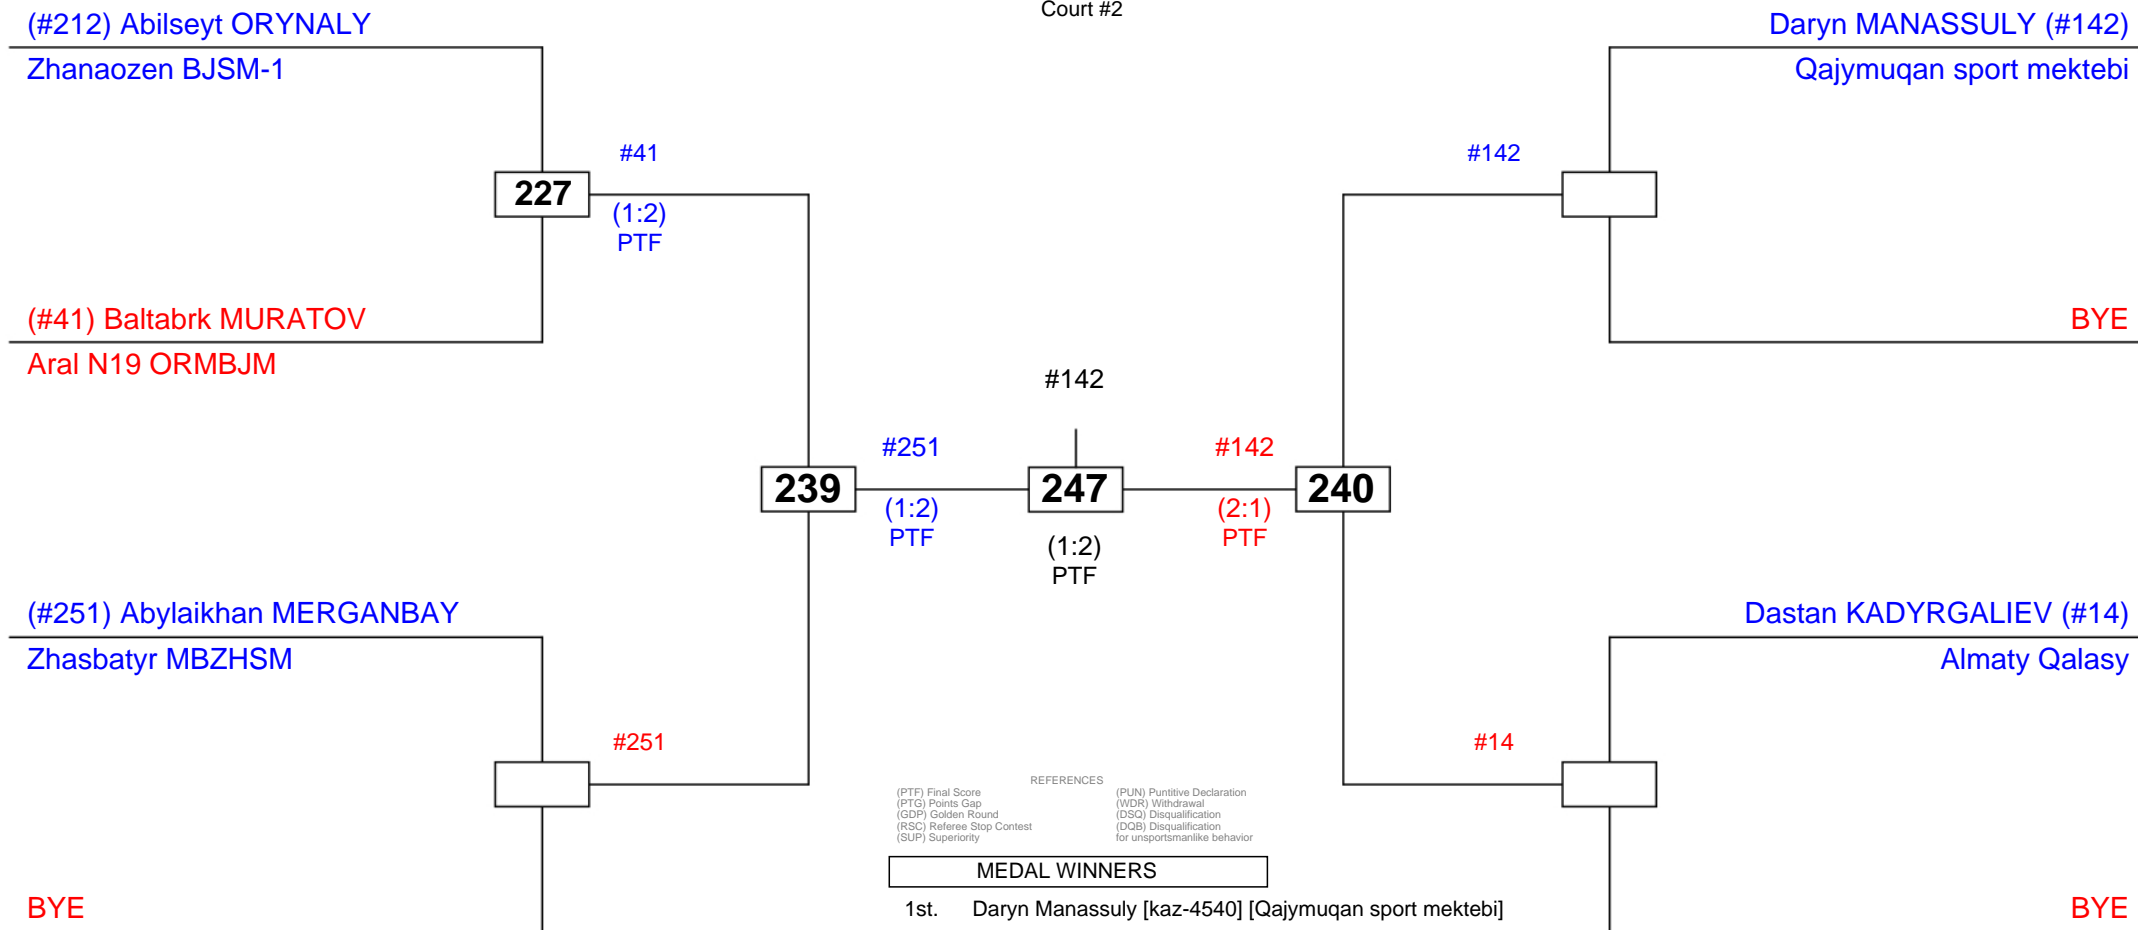 Court #2
(#212) Abilseyt ORYNALY
Zhanaozen BJSM-1
Daryn MANASSULY (#142)
Qajymuqan sport mektebi
#41
227
(1:2)
PTF
#142
(#41) Baltabrk MURATOV
Aral N19 ORMBJM
BYE
#142
#251
239
(1:2)
PTF
247
(1:2)
PTF
#142
(2:1)
PTF
240
(#251) Abylaikhan MERGANBAY
Zhasbatyr MBZHSM
Dastan KADYRGALIEV (#14)
Almaty Qalasy
#251
#14
BYE
BYE
REFERENCES
(PTF) Final Score
(PTG) Points Gap
(GDP) Golden Round
(RSC) Referee Stop Contest
(SUP) Superiority
(PUN) Puntitive Declaration
(WDR) Withdrawal
(DSQ) Disqualification
(DQB) Disqualification
for unsportsmanlike behavior
MEDAL WINNERS
1st. Daryn Manassuly [kaz-4540] [Qajymuqan sport mektebi]